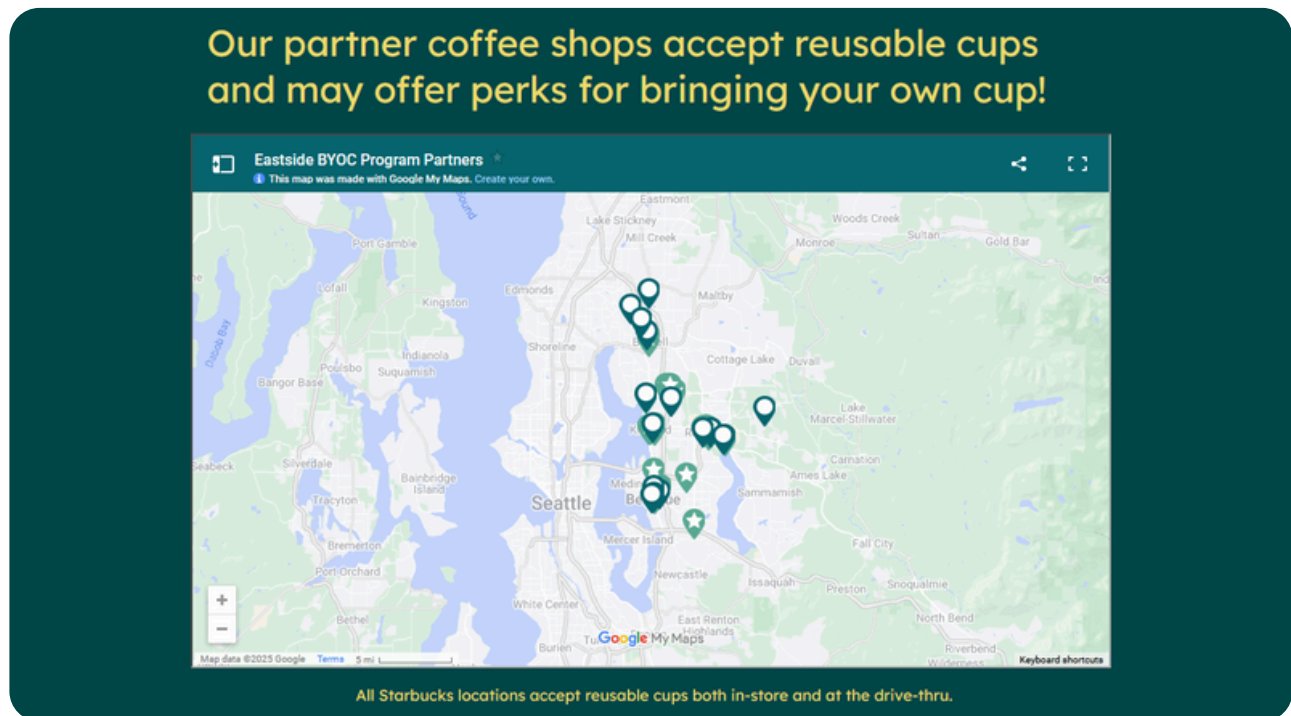 Our partner coffee shops accept reusable cups
and may offer perks for bringing your own cup!
Eastside BYOC Program Partners
This map was made with Google My Maps. Create your own.
Eastmont
Lake Stickney
Mill Creek
Woods Creek
Sultan
Gold Bar
Port Gamble
Monroe
Lofall
Edmonds
Maltby
Kingston
Dabob Bay
Shoreline
Indianola
Cottage Lake
Duvall
Poulsbo
Suquamish
Bangor Base
Lake
Marcel-Stillwater
Carnation
Seabeck
Silverdale
Ames Lake
Bainbridge
Island
Sammamish
Tracyton
Seattle
Mercer Island
Bremerton
Fall City
Port Orchard
Newcastle
Issaquah
Preston
Snoqualmie
White Center
Bethel
East Renton
Highlands
North Bend
Google My Maps
Burien
Riverbend
Wilderness
Map data ©2025 Google Terms 5 mi
Keyboard shortcuts
All Starbucks locations accept reusable cups both in-store and at the drive-thru.